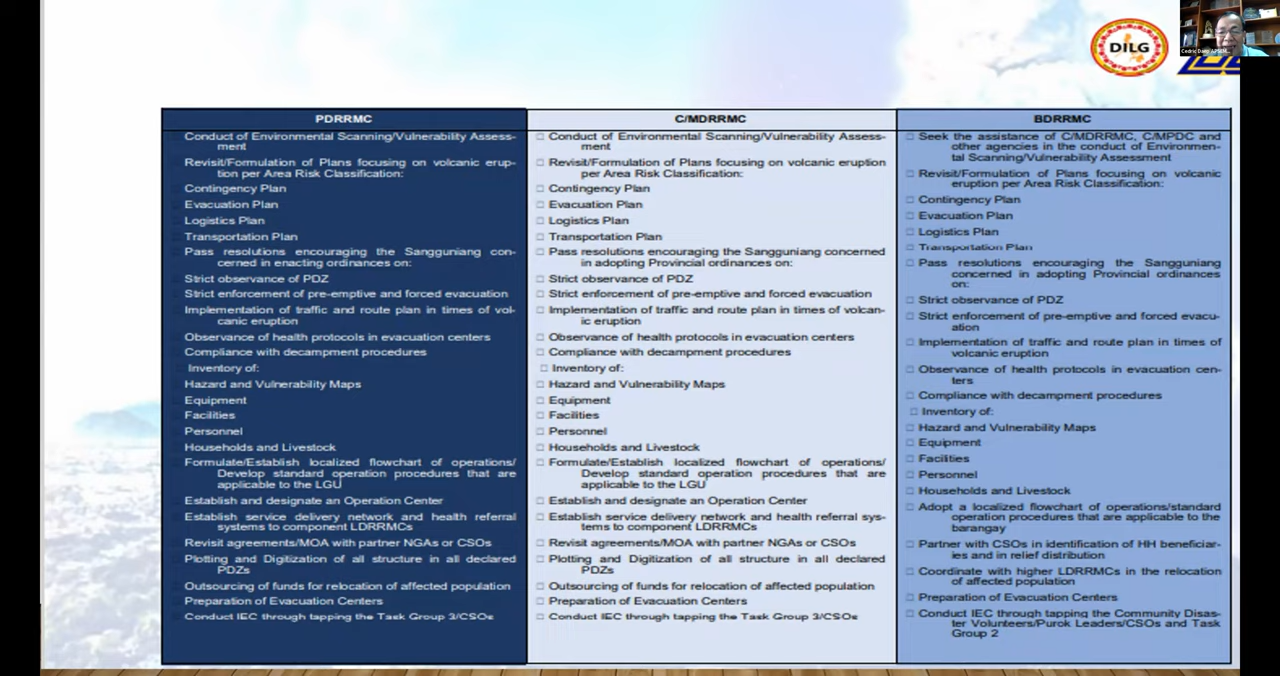 DILG
PDRRMC
Conduct of Environmental Scanning/Vulnerability Assess-
ment
Revisit/Formulation of Plans focusing on volcanic erup-
tion per Area Risk Classification:
Contingency Plan
Evacuation Plan
Logistics Plan
Transportation Plan
Pass resolutions encouraging the Sangguniang con-
cerned in enacting ordinances on:
Strict observance of PDZ
Strict enforcement of pre-emptive and forced evacuation
Implementation of traffic and route plan in times of vol-
canic eruption
Observance of health protocols in evacuation centers
Compliance with decampment procedures
Inventory of:
Hazard and Vulnerability Maps
Equipment
Facilities
Personnel
Households and Livestock
Formulate/Establish localized flowchart of operations/
Develop standard operation procedures that are
applicable to the LGU
Establish and designate an Operation Center
Establish service delivery network and health referral
systems to component LDRRMCs
Revisit agreements/MOA with partner NGAs or CSOs
Plotting and Digitization of all structure in all declared
PDZs
Outsourcing of funds for relocation of affected population
Preparation of Evacuation Centers
Conduct IEC through tapping the Task Group 3/CSOs
C/MDRRMC
Conduct of Environmental Scanning/Vulnerability Assess-
ment
Revisit/Formulation of Plans focusing on volcanic eruption
per Area Risk Classification:
Contingency Plan
Evacuation Plan
Logistics Plan
Transportation Plan
Pass resolutions encouraging the Sangguniang concerned
in adopting Provincial ordinances on:
Strict observance of PDZ
Strict enforcement of pre-emptive and forced evacuation
Implementation of traffic and route plan in times of volcan-
ic eruption
Observance of health protocols in evacuation centers
Compliance with decampment procedures
Inventory of:
Hazard and Vulnerability Maps
Equipment
Facilities
Personnel
Households and Livestock
Formulate/Establish localized flowchart of operations/
Develop standard operation procedures that are
applicable to the LGU
Establish and designate an Operation Center
Establish service delivery network and health referral sys-
tems to component LDRRMCs
Revisit agreements/MOA with partner NGAs or CSOs
Plotting and Digitization of all structure in all declared
PDZs
Outsourcing of funds for relocation of affected population
Preparation of Evacuation Centers
Conduct IEC through tapping the Task Group 3/CSOs
BDRRMC
Seek the assistance of C/MDRRMC, C/MPDC and
other agencies in the conduct of Environmen-
tal Scanning/Vulnerability Assessment
Revisit/Formulation of Plans focusing on volcanic
eruption per Area Risk Classification:
Contingency Plan
Evacuation Plan
Logistics Plan
Transportation Plan
Pass resolutions encouraging the Sangguniang
concerned in adopting Provincial ordinances
on:
Strict observance of PDZ
Strict enforcement of pre-emptive and forced evacu-
ation
Implementation of traffic and route plan in times of
volcanic eruption
Observance of health protocols in evacuation cen-
ters
Compliance with decampment procedures
Inventory of:
Hazard and Vulnerability Maps
Equipment
Facilities
Personnel
Households and Livestock
Adopt a localized flowchart of operations/standard
operation procedures that are applicable to the
barangay
Partner with CSOs in identification of HH beneficiar-
ies and in relief distribution
Coordinate with higher LDRRMCs in the relocation
of affected population
Preparation of Evacuation Centers
Conduct IEC through tapping the Community Disas-
ter Volunteers/Purok Leaders/CSOs and Task
Group 2